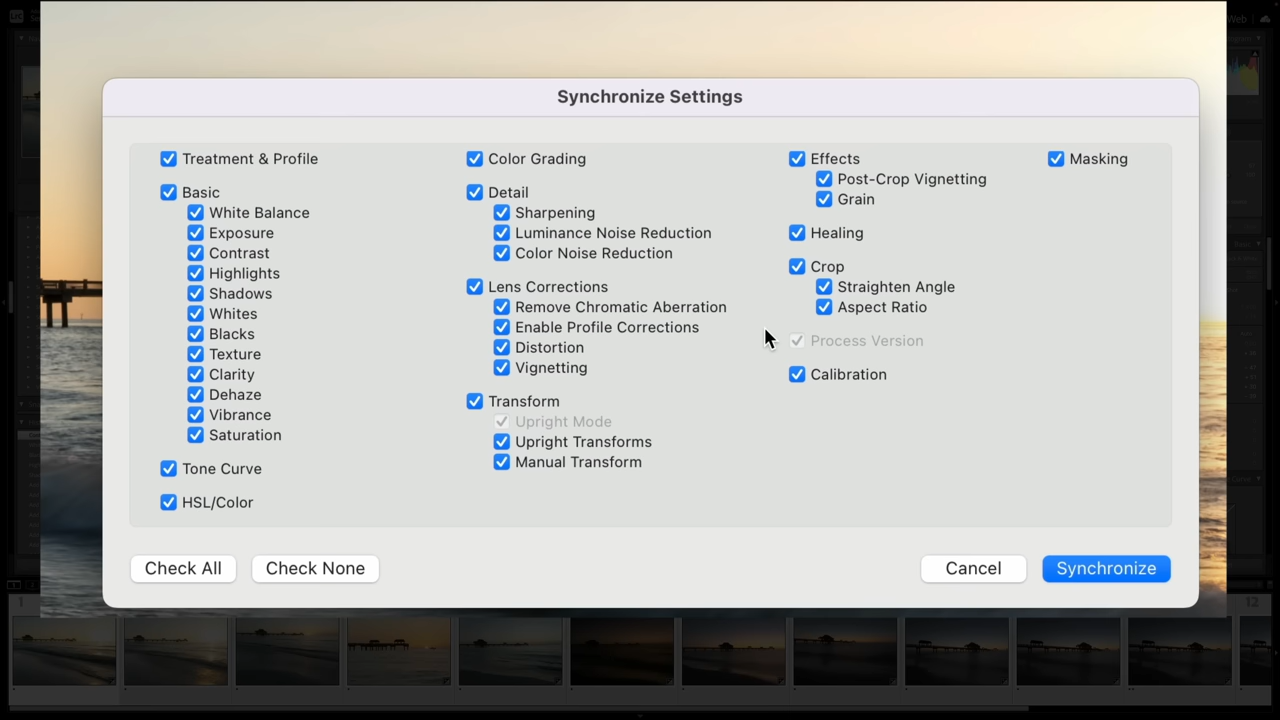 Synchronize Settings
Treatment & Profile
Basic
White Balance
Exposure
Contrast
Highlights
Shadows
Whites
Blacks
Texture
Clarity
Dehaze
Vibrance
Saturation
Tone Curve
HSL/Color
Color Grading
Detail
Sharpening
Luminance Noise Reduction
Color Noise Reduction
Lens Corrections
Remove Chromatic Aberration
Enable Profile Corrections
Distortion
Vignetting
Transform
Upright Mode
Upright Transforms
Manual Transform
Effects
Post-Crop Vignetting
Grain
Healing
Crop
Straighten Angle
Aspect Ratio
Process Version
Calibration
Masking
Check All
Check None
Cancel
Synchronize
Web
1
12